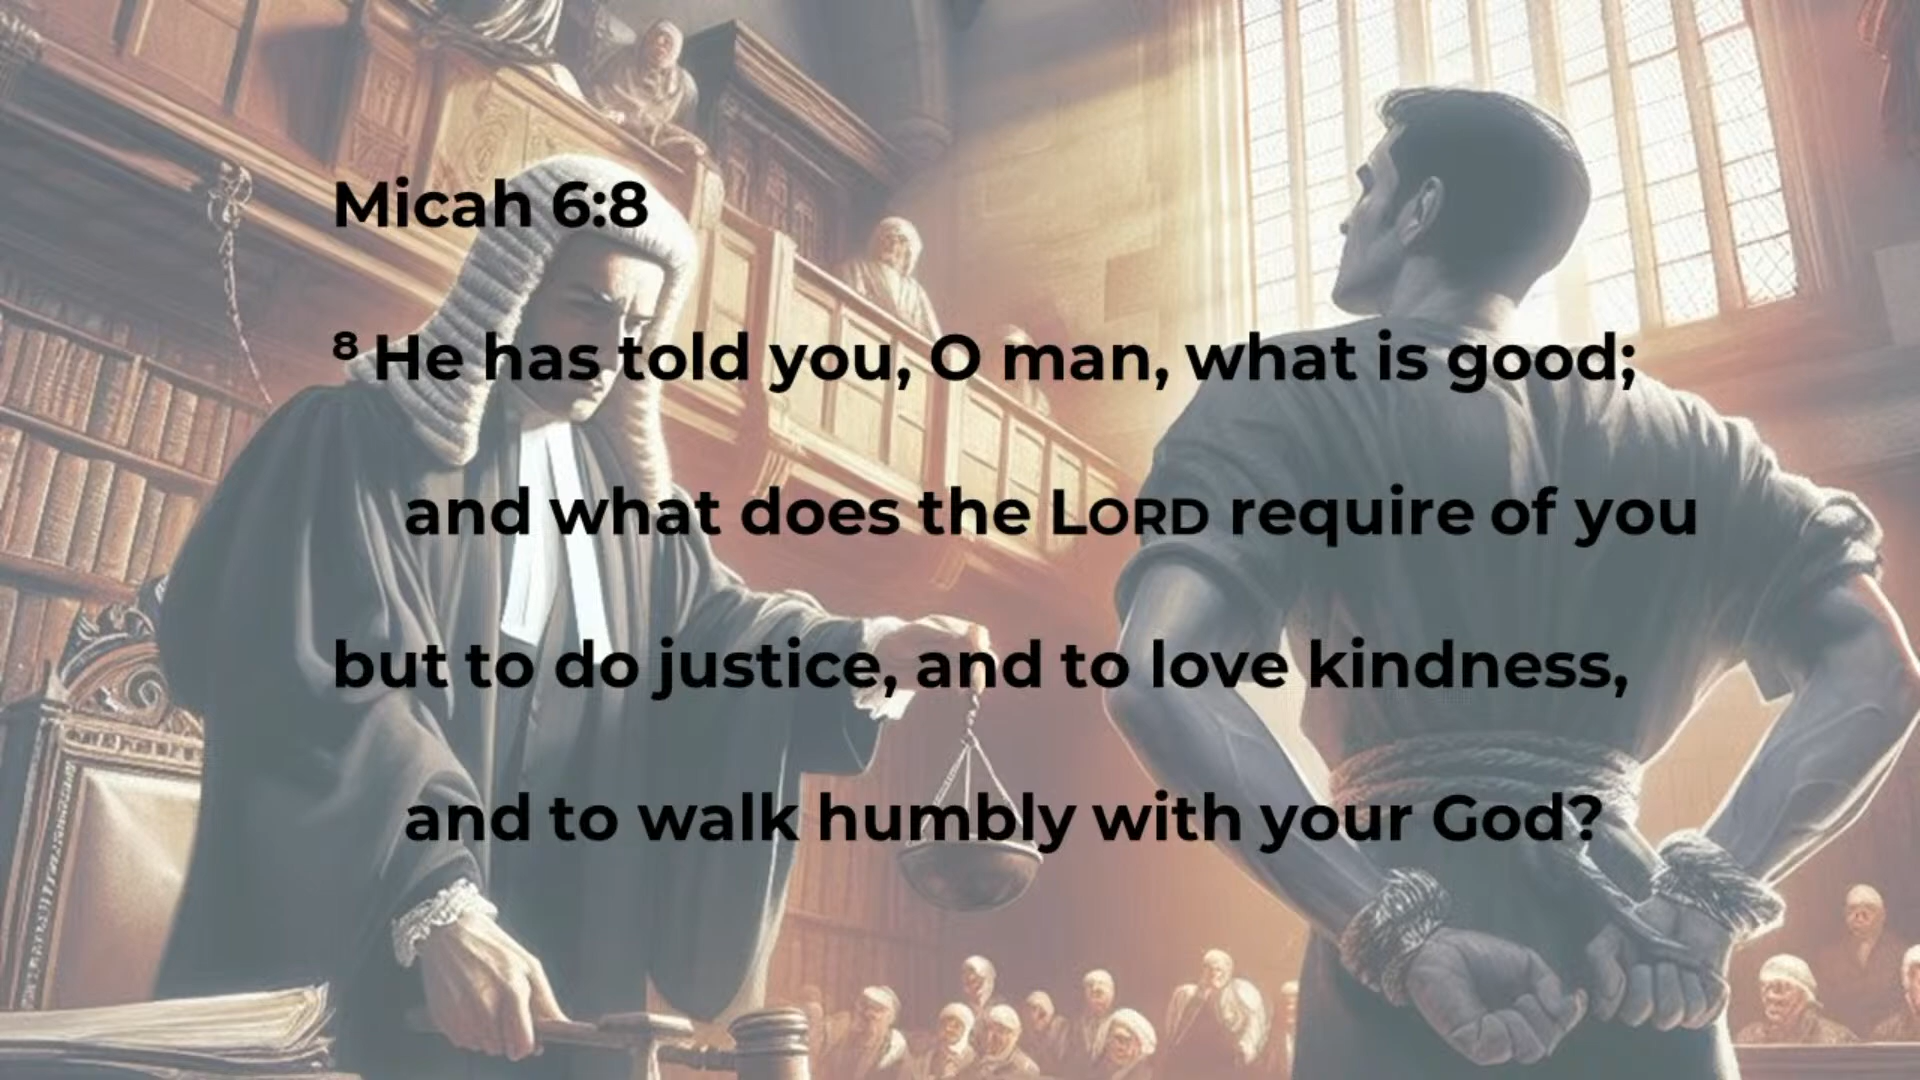 Micah 6:8
⁸ He has told you, O man, what is good;
and what does the LORD require of you
but to do justice, and to love kindness,
and to walk humbly with your God?